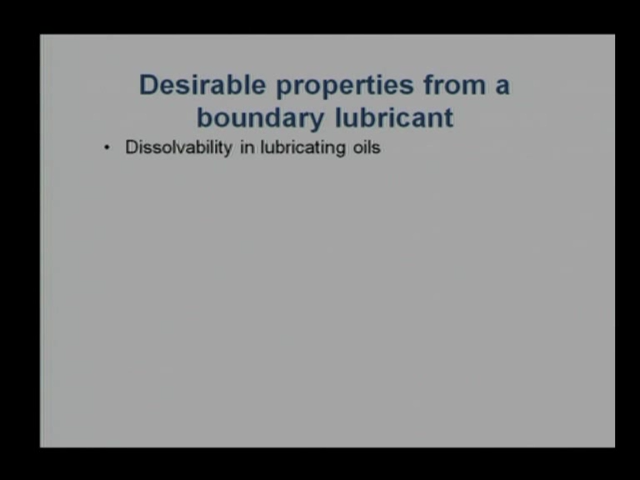 Desirable properties from a
boundary lubricant
• Dissolvability in lubricating oils